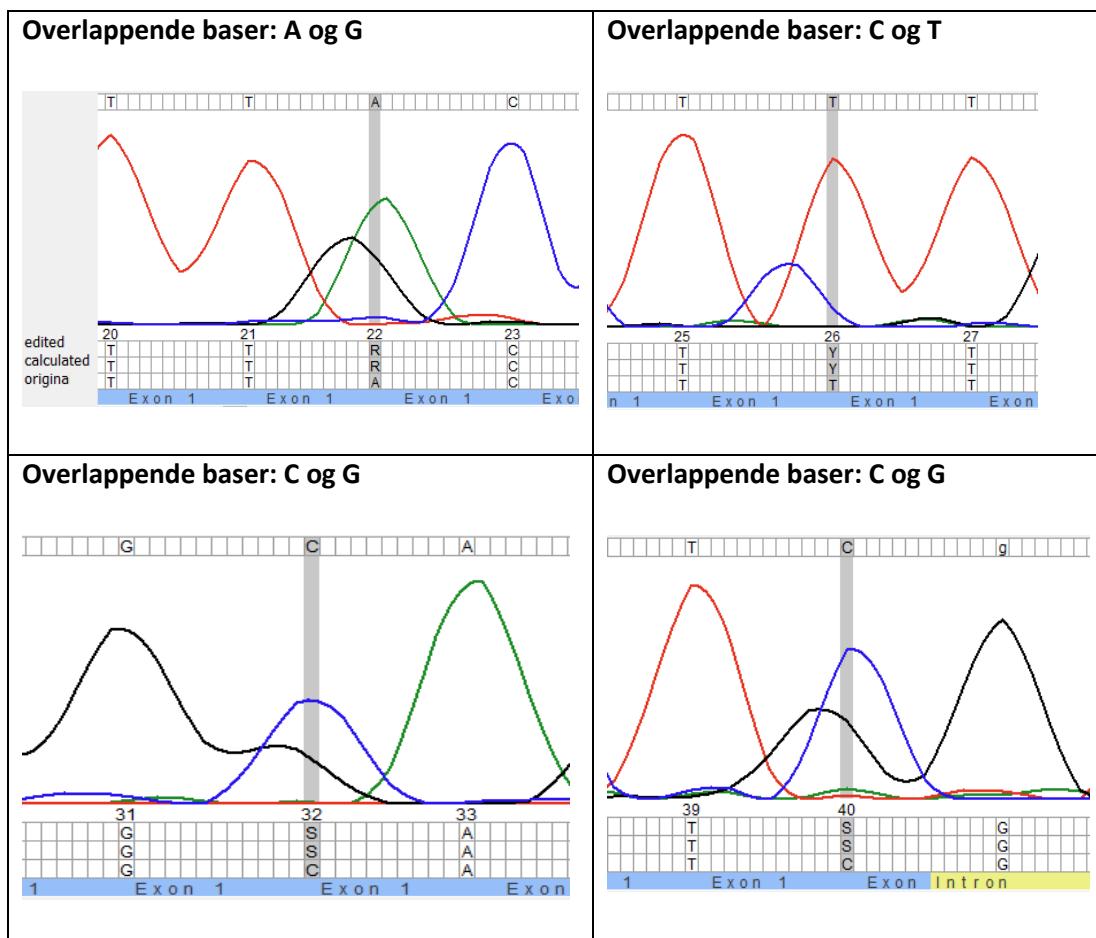 Overlappende baser: A og G
T T A C
20 21 22 23
edited T T R C
calculated T T R C
origina T T A C
Exon 1 Exon 1 Exon 1 Exo
Overlappende baser: C og T
T T T
25 26 27
T Y T
T Y T
T T T
n 1 Exon 1 Exon 1 Exon
Overlappende baser: C og G
G C A
31 32 33
G S A
G S A
G C A
1 Exon 1 Exon 1 Exon
Overlappende baser: C og G
T C g
39 40
T S G
T S G
T C G
1 Exon 1 Exon Intron